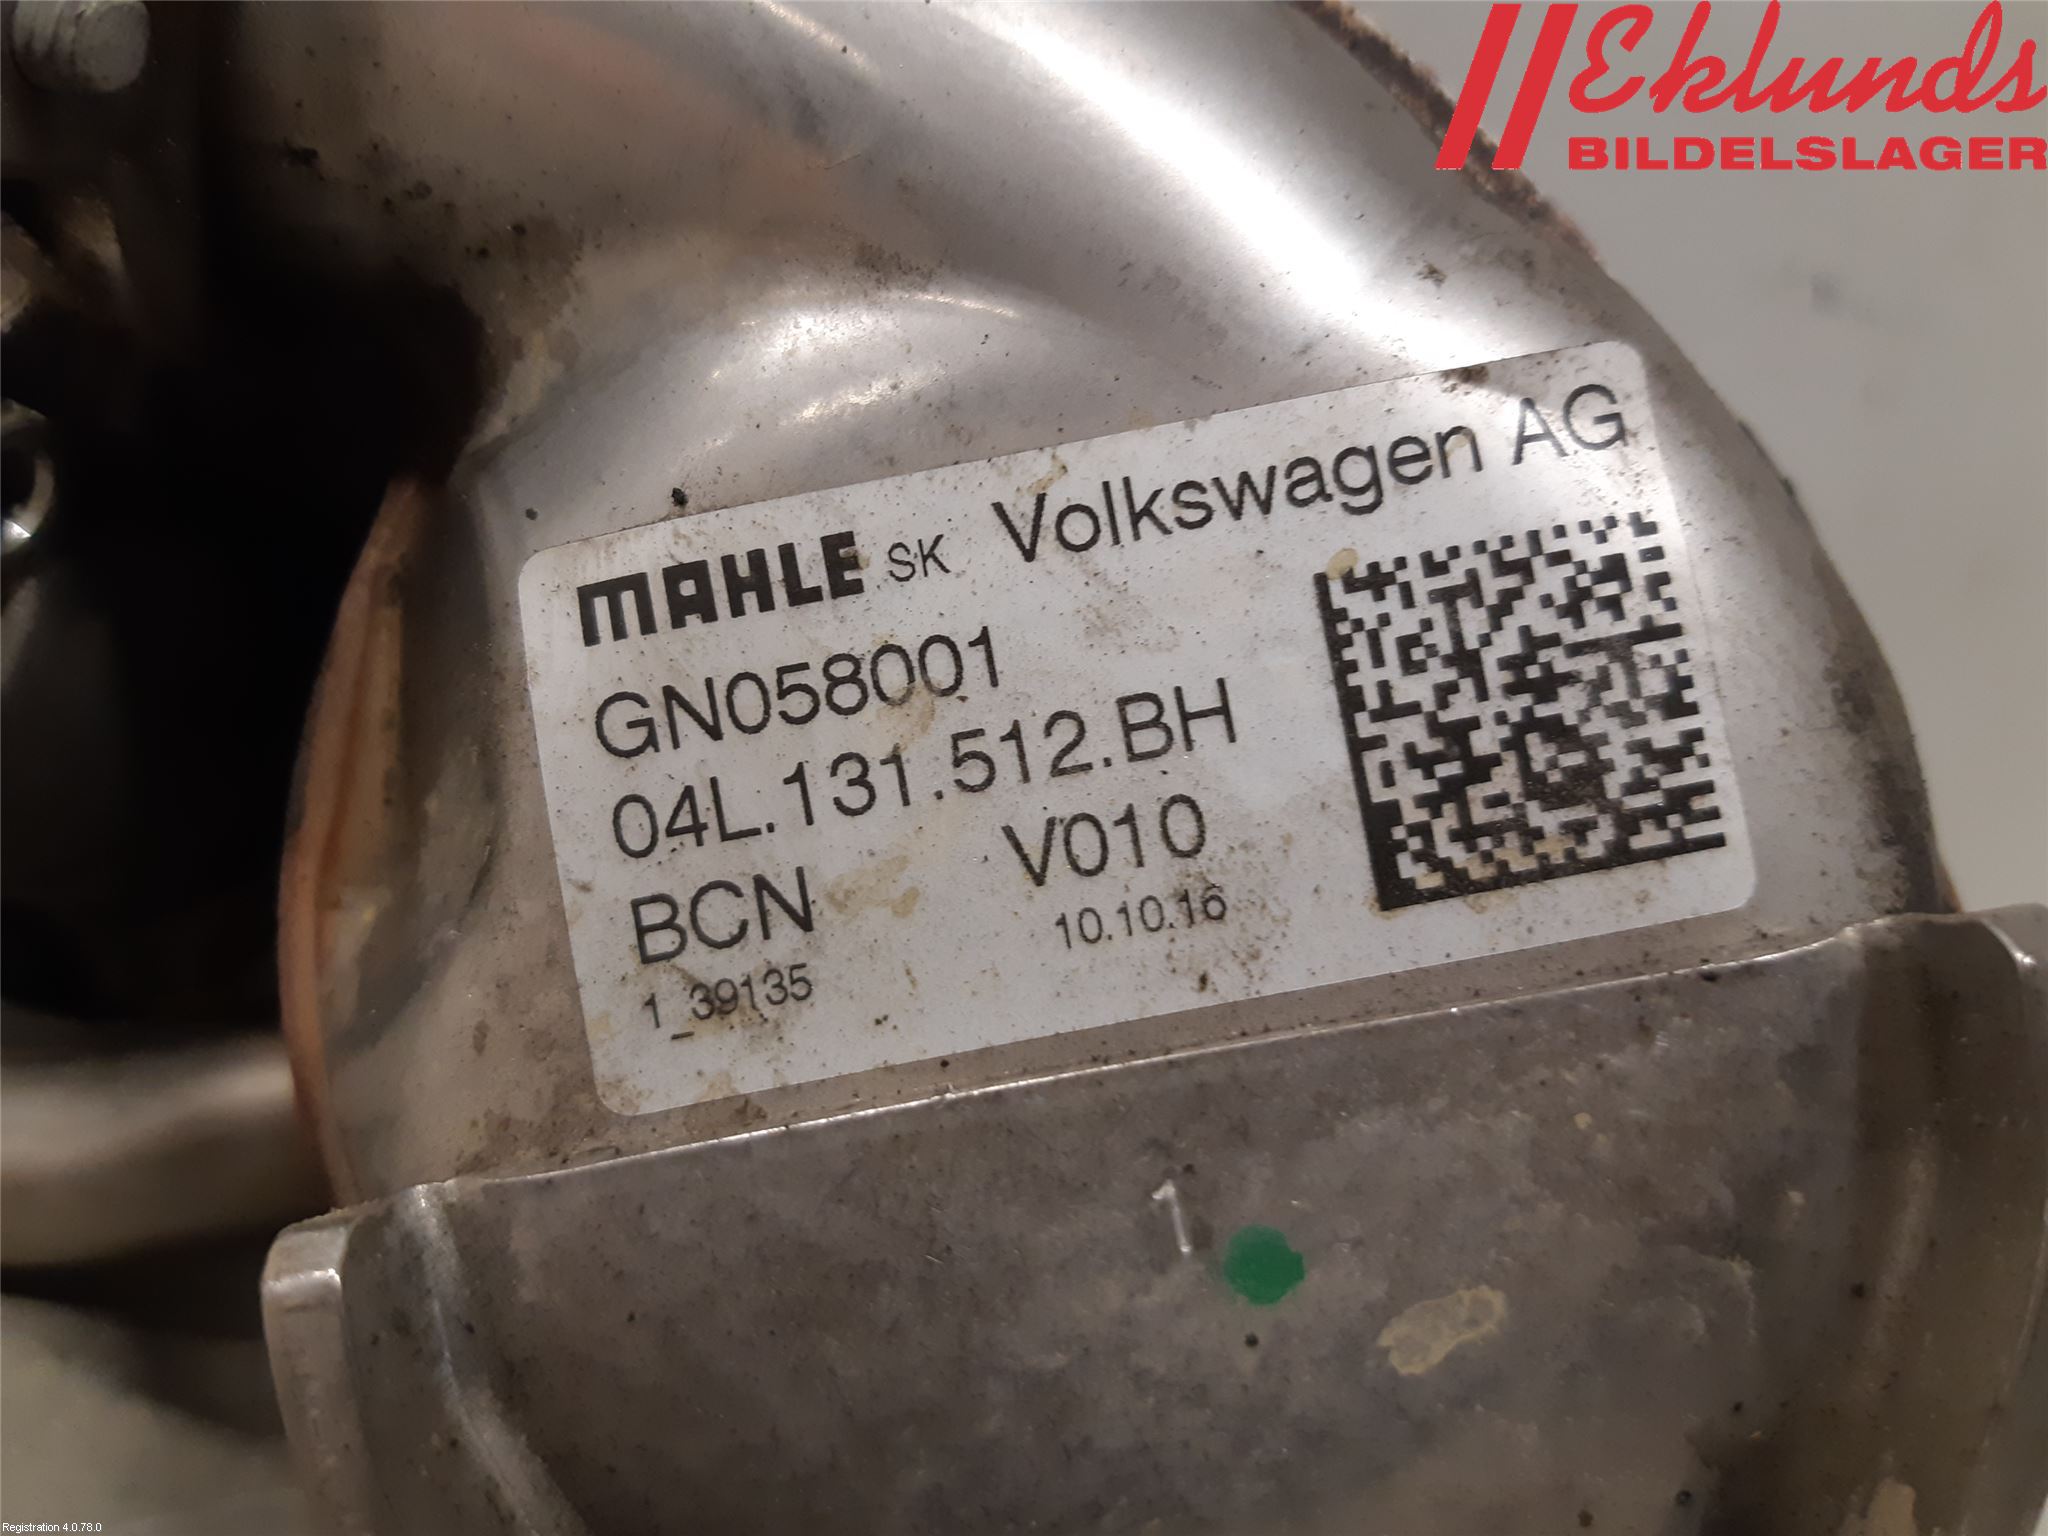 Eklunds
BILDELSLAGER
MAHLE SK Volkswagen AG
GN058001
04L.131.512.BH
BCN V010
1_39135 10.10.16
1
Registration 4.0.78.0